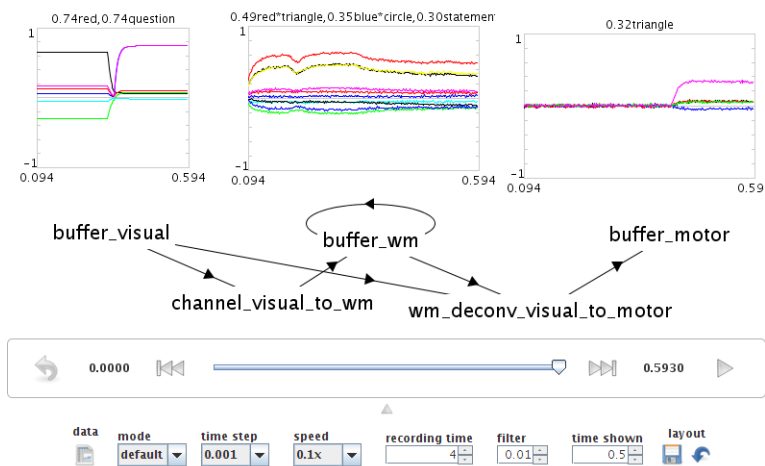 0.74red,0.74question
0.49red*triangle,0.35blue*circle,0.30statemen
0.32triangle
1
1
1
-1
-1
-1
0.094 0.594
0.094 0.594
0.094 0.59
buffer_visual
buffer_wm
buffer_motor
channel_visual_to_wm
wm_deconv_visual_to_motor
0.0000 0.5930
data mode time step speed recording time filter time shown layout
default 0.001 0.1x 4 0.01 0.5